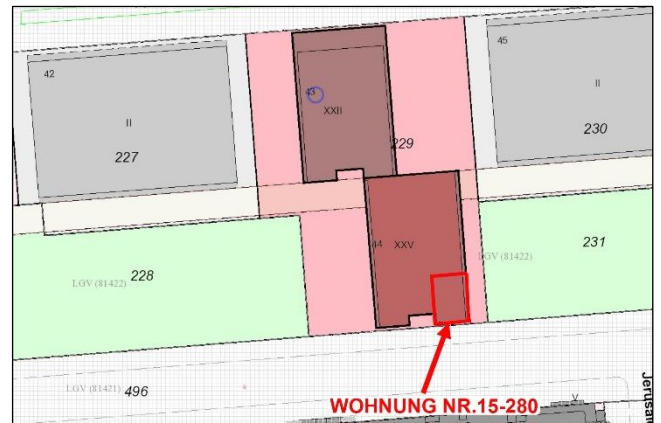 42
45
II
43
XXII
II
227
229
230
44
XXV
LGV (81422)
228
LGV (81422)
231
LGV (81421)
496
WOHNUNG NR.15-280
V